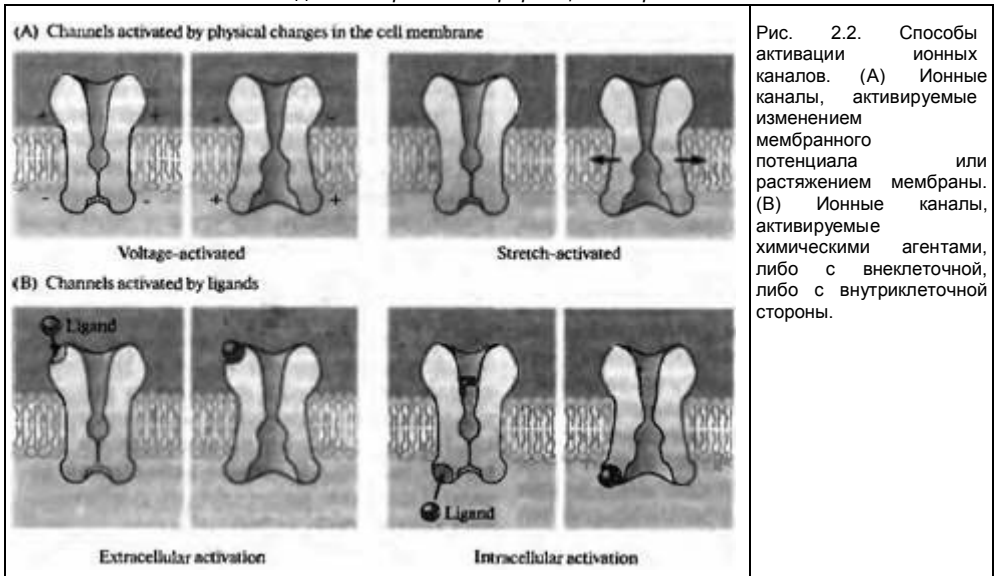 (A) Channels activated by physical changes in the cell membrane
+ +
- -
- -
+ +
Voltage-activated
Stretch-activated
(B) Channels activated by ligands
Ligand
Ligand
Extracellular activation
Intracellular activation
Рис. 2.2. Способы
активации ионных
каналов. (А) Ионные
каналы, активируемые
изменением
мембранного
потенциала или
растяжением мембраны.
(В) Ионные каналы,
активируемые
химическими агентами,
либо с внеклеточной,
либо с внутриклеточной
стороны.